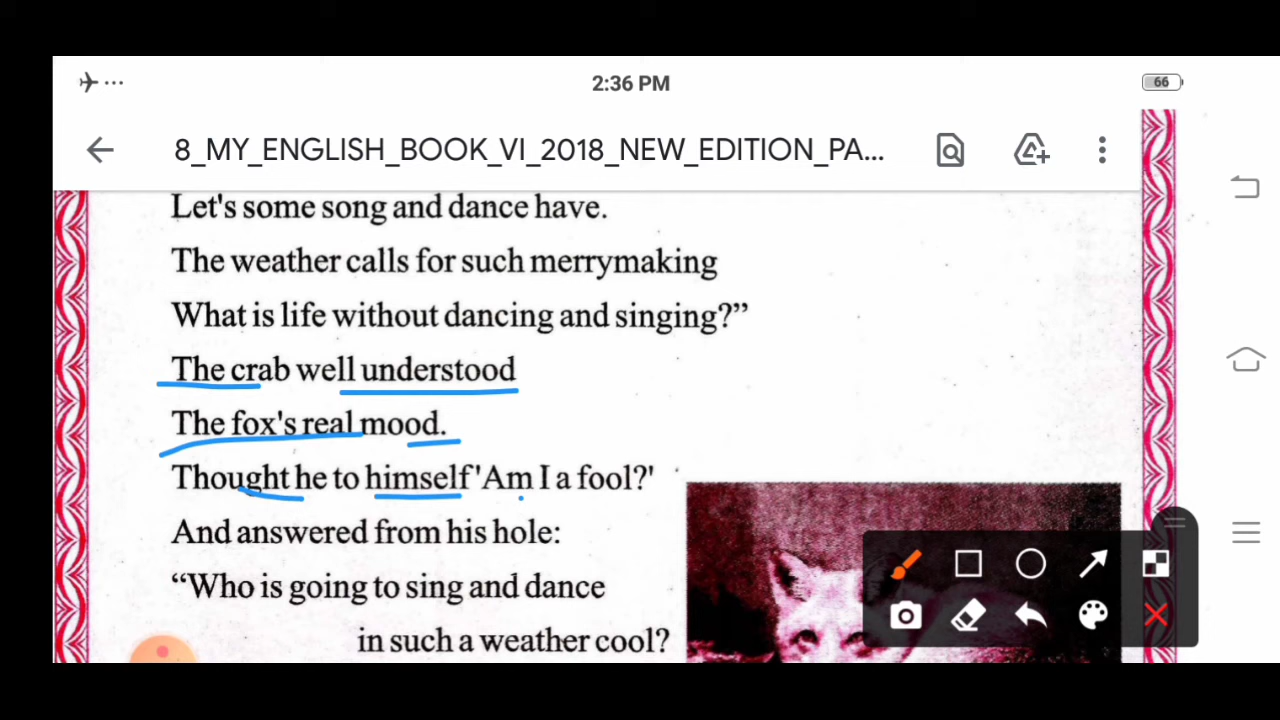 2:36 PM
66
8_MY_ENGLISH_BOOK_VI_2018_NEW_EDITION_PA...
Let's some song and dance have.
The weather calls for such merrymaking
What is life without dancing and singing?”
The crab well understood
The fox's real mood.
Thought he to himself 'Am I a fool?'
And answered from his hole:
“Who is going to sing and dance
in such a weather cool?